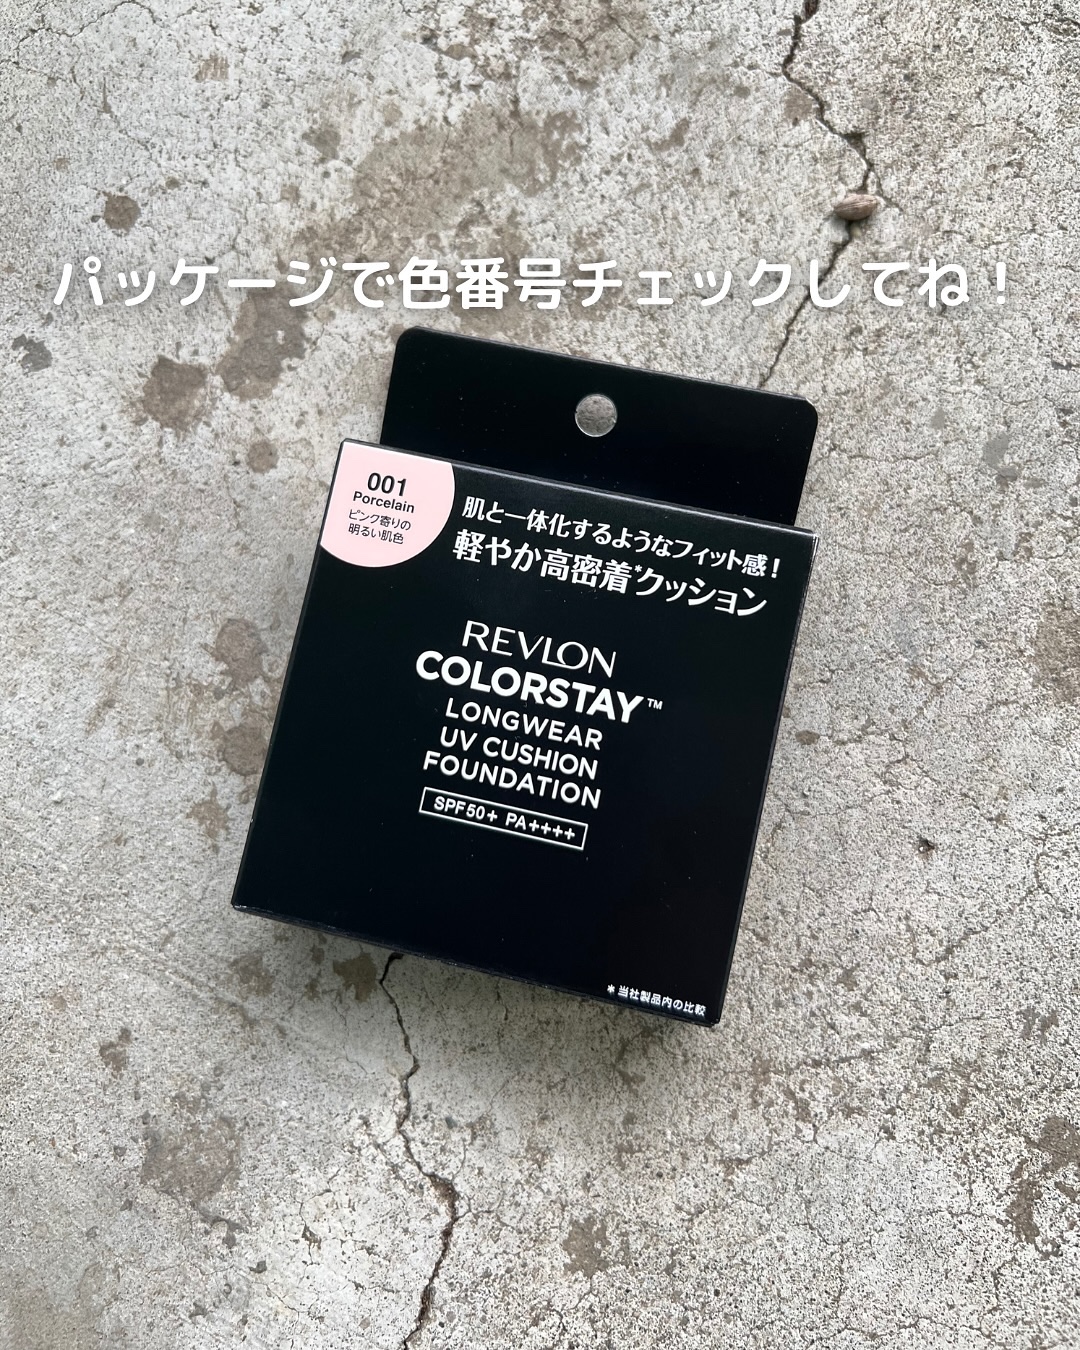 パッケージで色番号チェックしてね！
001
Porcelain
ピンク寄りの
明るい肌色
肌と一体化するようなフィット感！
軽やか高密着*クッション
REVLON
COLORSTAY™
LONGWEAR
UV CUSHION
FOUNDATION
SPF50+ PA++++
*当社製品内の比較